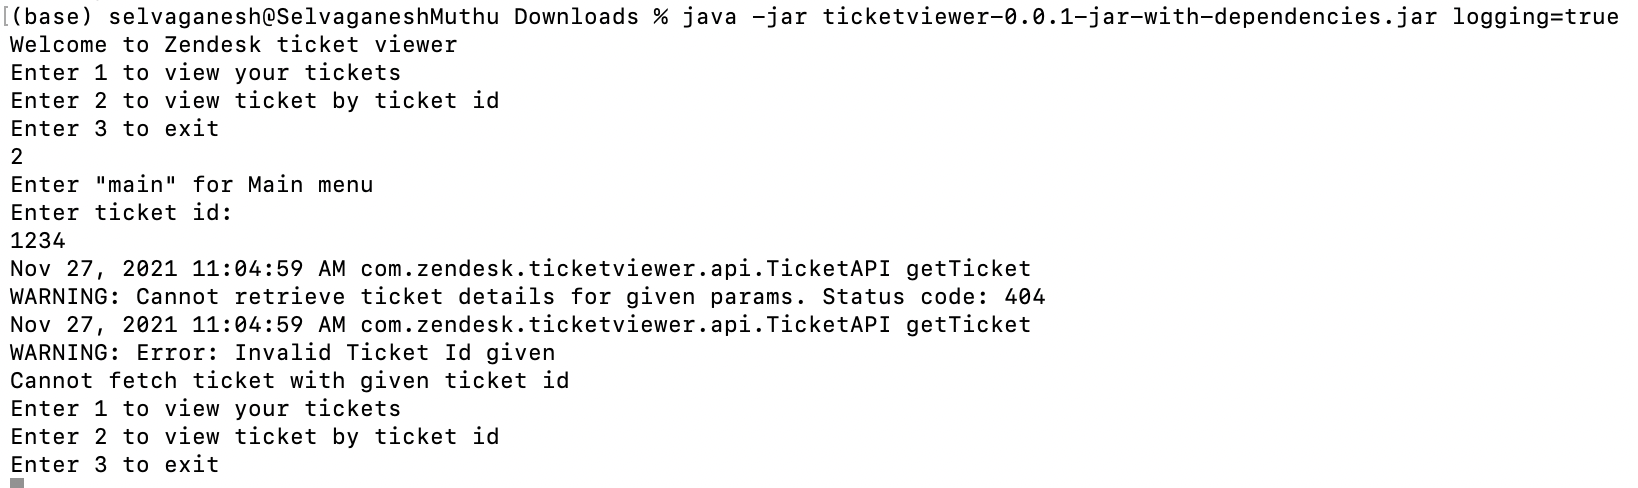 (base) selvaganesh@SelvaganeshMuthu Downloads % java -jar ticketviewer-0.0.1-jar-with-dependencies.jar logging=true
Welcome to Zendesk ticket viewer
Enter 1 to view your tickets
Enter 2 to view ticket by ticket id
Enter 3 to exit
2
Enter "main" for Main menu
Enter ticket id:
1234
Nov 27, 2021 11:04:59 AM com.zendesk.ticketviewer.api.TicketAPI getTicket
WARNING: Cannot retrieve ticket details for given params. Status code: 404
Nov 27, 2021 11:04:59 AM com.zendesk.ticketviewer.api.TicketAPI getTicket
WARNING: Error: Invalid Ticket Id given
Cannot fetch ticket with given ticket id
Enter 1 to view your tickets
Enter 2 to view ticket by ticket id
Enter 3 to exit